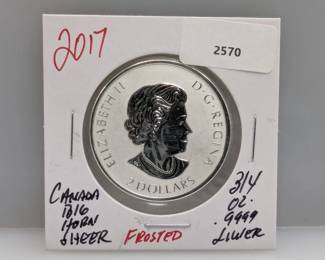 2017
2570
ELIZABETH II
D·G·REGINA
2 DOLLARS
CANADA
BIG
HORN
SHEEP
FROSTED
3/4
OZ.
.9999
SILVER